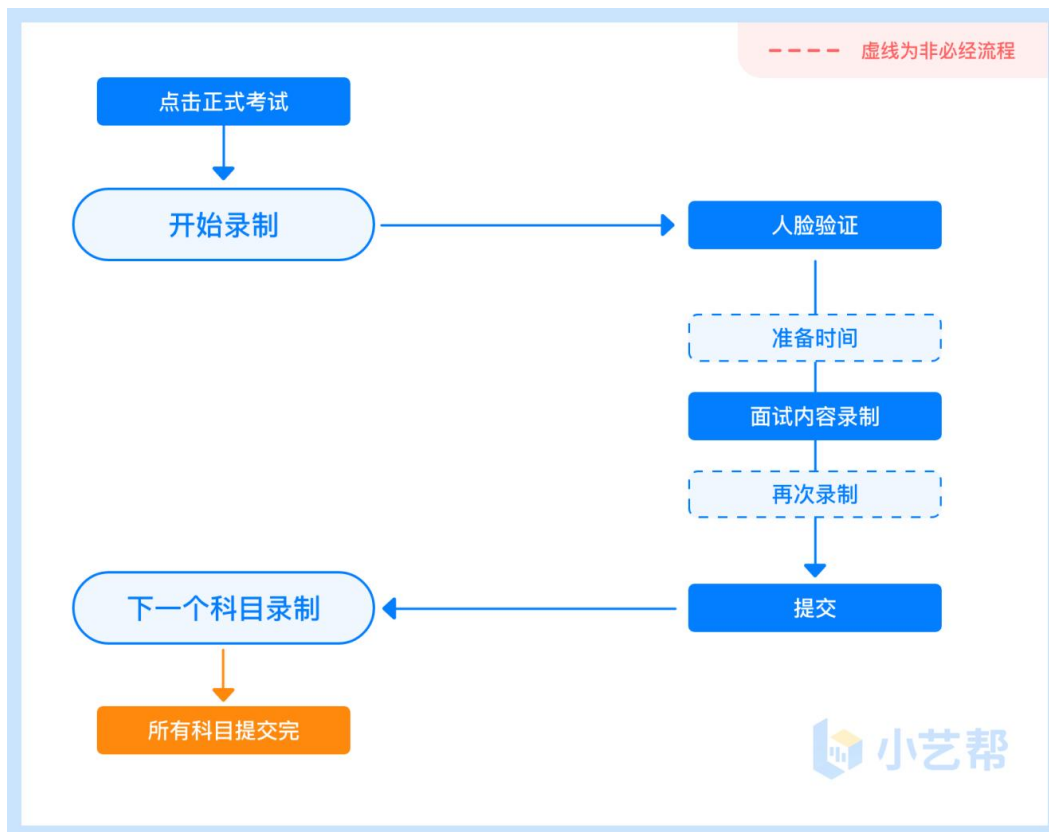 虚线为非必经流程
点击正式考试
开始录制
人脸验证
准备时间
面试内容录制
再次录制
提交
下一个科目录制
所有科目提交完
小艺帮